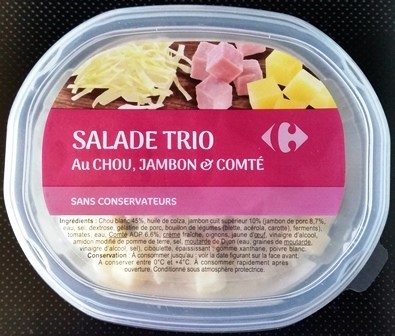 SALADE TRIO
AU CHOU, JAMBON & COMTÉ
SANS CONSERVATEURS
Ingrédients : Chou blanc 45%, huile de colza, jambon cuit supérieur 10% (jambon de porc 8,7%,
eau, sel, dextrose, gélatine de porc, bouillon de légumes (blette, acérola, carotte), ferments),
tomates, eau, Comté AOP 6,6%, crème fraîche, oignons, jaune d'œuf, vinaigre d'alcool,
amidon modifié de pomme de terre, sel, moutarde de Dijon (eau, graines de moutarde,
vinaigre d'alcool, sel), ciboulette, épaississant : gomme xanthane, poivre blanc.
Conservation : À consommer jusqu'au : voir la date figurant sur la face avant.
À conserver entre 0°C et +4°C. À consommer rapidement après
ouverture. Conditionné sous atmosphère protectrice.